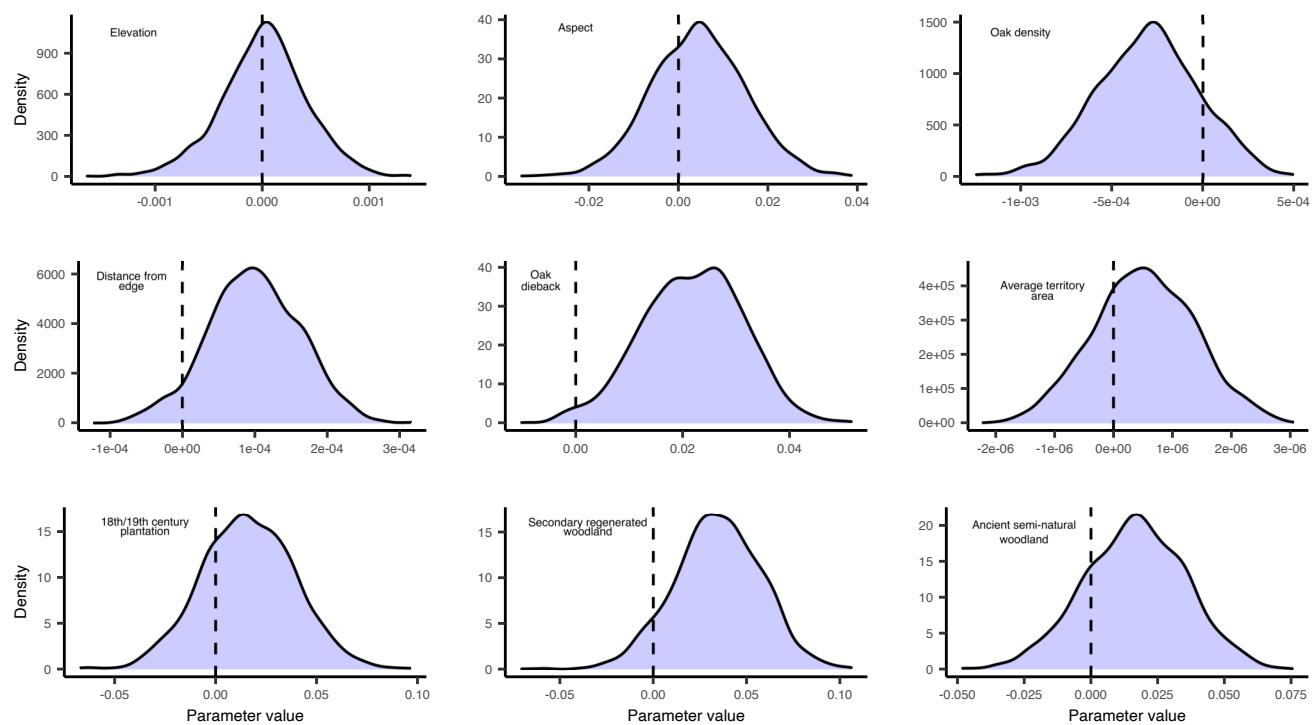 Elevation
Density
900
600
300
0
-0.001
0.000
0.001
Aspect
40
30
20
10
0
-0.02
0.00
0.02
0.04
Oak density
1500
1000
500
0
-1e-03
-5e-04
0e+00
5e-04
Distance from
edge
Density
6000
4000
2000
0
-1e-04
0e+00
1e-04
2e-04
3e-04
Oak
dieback
40
30
20
10
0
0.00
0.02
0.04
Average territory
area
4e+05
3e+05
2e+05
1e+05
0e+00
-2e-06
-1e-06
0e+00
1e-06
2e-06
3e-06
18th/19th century
plantation
Density
15
10
5
0
-0.05
0.00
0.05
0.10
Parameter value
Secondary regenerated
woodland
15
10
5
0
-0.05
0.00
0.05
0.10
Parameter value
Ancient semi-natural
woodland
20
15
10
5
0
-0.050
-0.025
0.000
0.025
0.050
0.075
Parameter value